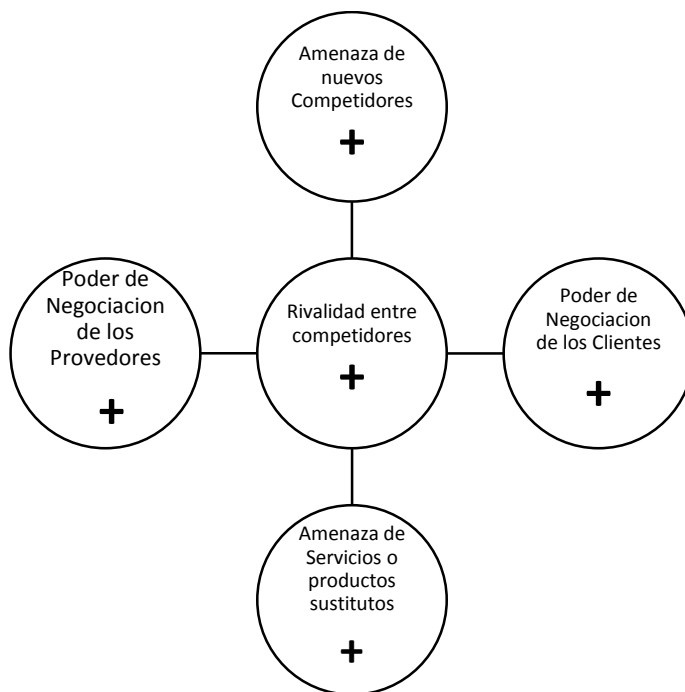 Amenaza de
nuevos
Competidores
+
Poder de
Negociacion
de los
Provedores
+
Rivalidad entre
competidores
+
Poder de
Negociacion
de los Clientes
+
Amenaza de
Servicios o
productos
sustitutos
+